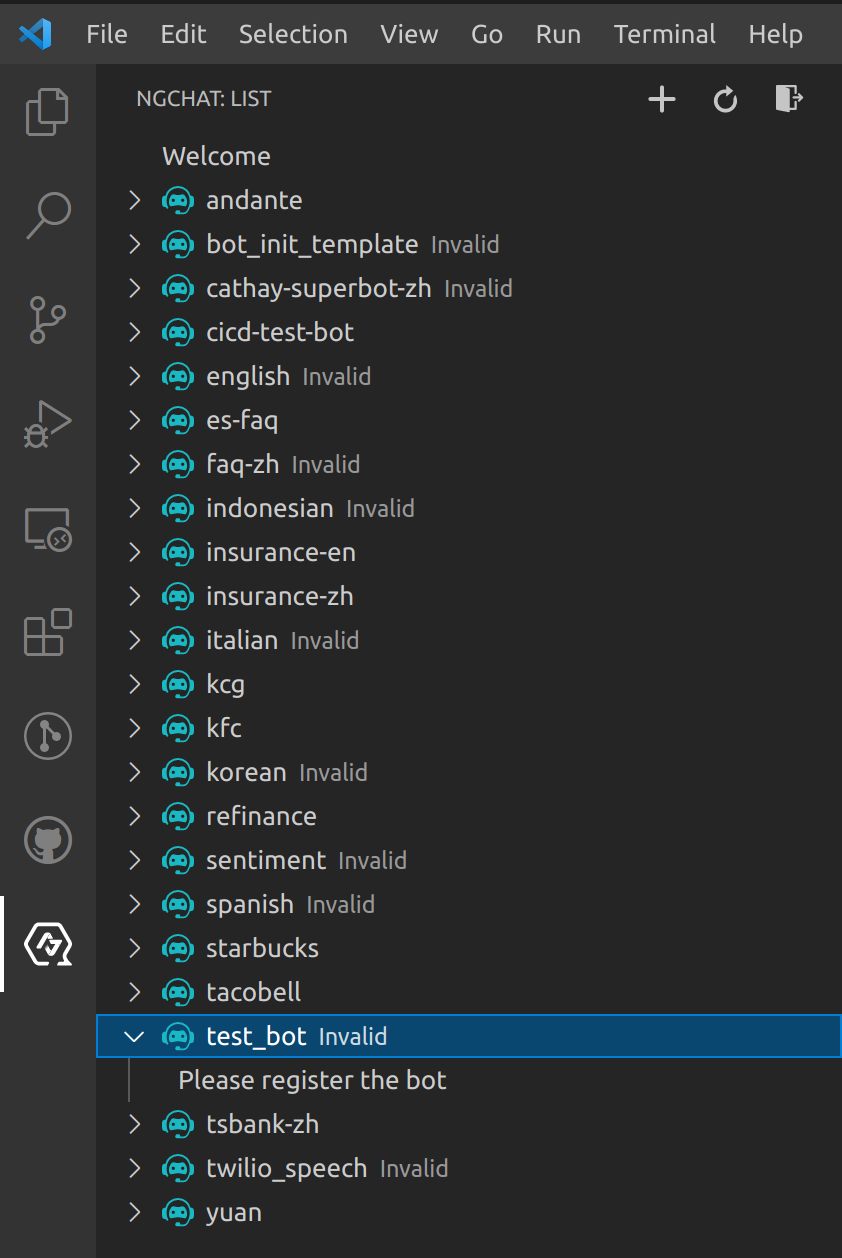 File Edit Selection View Go Run Terminal Help
NGCHAT: LIST
Welcome
andante
bot_init_template Invalid
cathay-superbot-zh Invalid
cicd-test-bot
english Invalid
es-faq
faq-zh Invalid
indonesian Invalid
insurance-en
insurance-zh
italian Invalid
kcg
kfc
korean Invalid
refinance
sentiment Invalid
spanish Invalid
starbucks
tacobell
test_bot Invalid
Please register the bot
tsbank-zh
twilio_speech Invalid
yuan